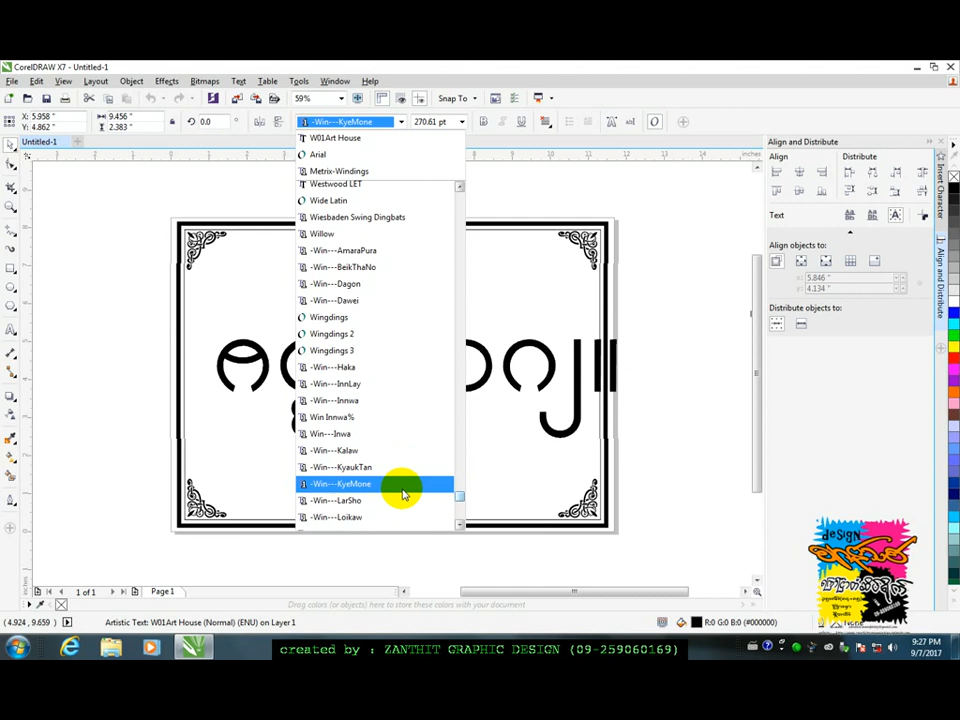 CorelDRAW X7 - Untitled-1
File Edit View Layout Object Effects Bitmaps Text Table Tools Window Help
59% Snap To
X: 5.958 " 9.456 " 0.0 -Win---KyeMone 270.61 pt
Y: 4.862 " 2.383 "
Untitled-1
inches
W01Art House
Arial
Metrix-Windings
Westwood LET
Wide Latin
Wiesbaden Swing Dingbats
Willow
-Win---AmaraPura
-Win---BeikThaNo
-Win---Dagon
-Win---Dawei
Wingdings
Wingdings 2
Wingdings 3
-Win---Haka
-Win---InnLay
-Win---Innwa
Win Innwa%
Win---Inwa
-Win---Kalaw
-Win---KyaukTan
-Win---KyeMone
-Win---LarSho
-Win---Loikaw
Align and Distribute
Align Distribute
Text
Align objects to:
5.846 "
4.134 "
Distribute objects to:
Insert Character
Align and Distribute
1 of 1 Page 1
Drag colors (or objects) here to store these colors with your document
(4.924, 9.659) Artistic Text: W01Art House (Normal) (ENU) on Layer 1 R:0 G:0 B:0 (#000000)
None
deSIGN
created by : ZANTHIT GRAPHIC DESIGN (09-259060169)
9:27 PM
9/7/2017